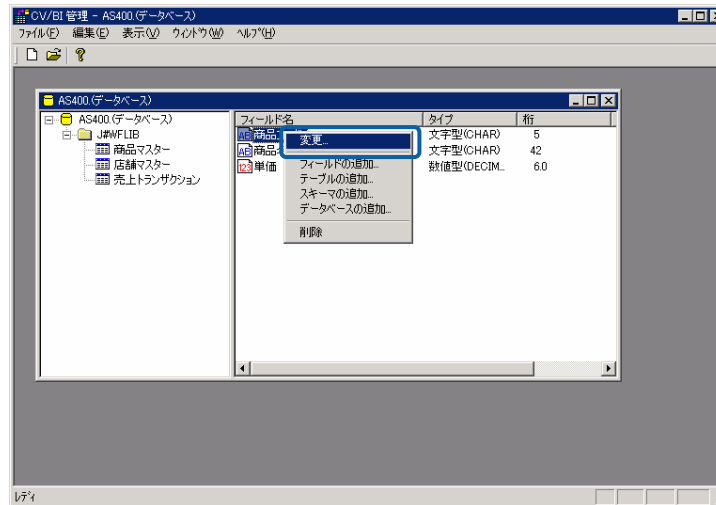 CV/BI 管理 - AS400.(データベース)
ファイル(F) 編集(E) 表示(V) ウィンドウ(W) ヘルプ(H)
AS400.(データベース)
AS400.(データベース)
J#WFLIB
商品マスター
店舗マスター
売上トランザクション
フィールド名 タイプ 桁
商品 文字型(CHAR) 5
商品 文字型(CHAR) 42
単価 数値型(DECIM... 6.0
変更...
フィールドの追加...
テーブルの追加...
スキーマの追加...
データベースの追加...
削除
レディ